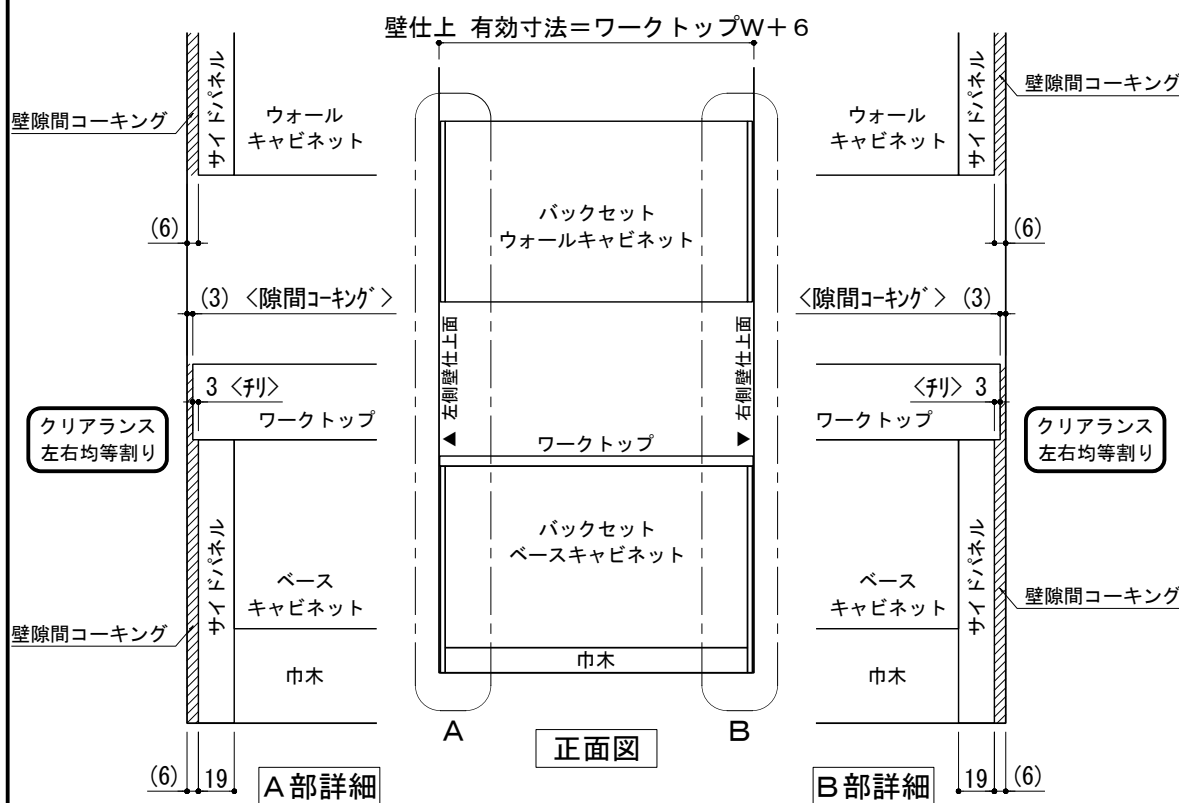 壁仕上 有効寸法＝ワークトップW＋６
壁隙間コーキング
サイドパネル
ウォール
キャビネット
(6)
(3) 〈隙間ｺｰｷﾝｸﾞ〉
3 〈ﾁﾘ〉
ワークトップ
クリアランス
左右均等割り
サイドパネル
ベース
キャビネット
壁隙間コーキング
巾木
(6) 19
A部詳細
バックセット
ウォールキャビネット
左側壁仕上面
右側壁仕上面
ワークトップ
バックセット
ベースキャビネット
巾木
A
B
正面図
ウォール
キャビネット
サイドパネル
壁隙間コーキング
(6)
〈隙間ｺｰｷﾝｸﾞ〉 (3)
〈ﾁﾘ〉 3
ワークトップ
クリアランス
左右均等割り
ベース
キャビネット
サイドパネル
壁隙間コーキング
巾木
19 (6)
B部詳細